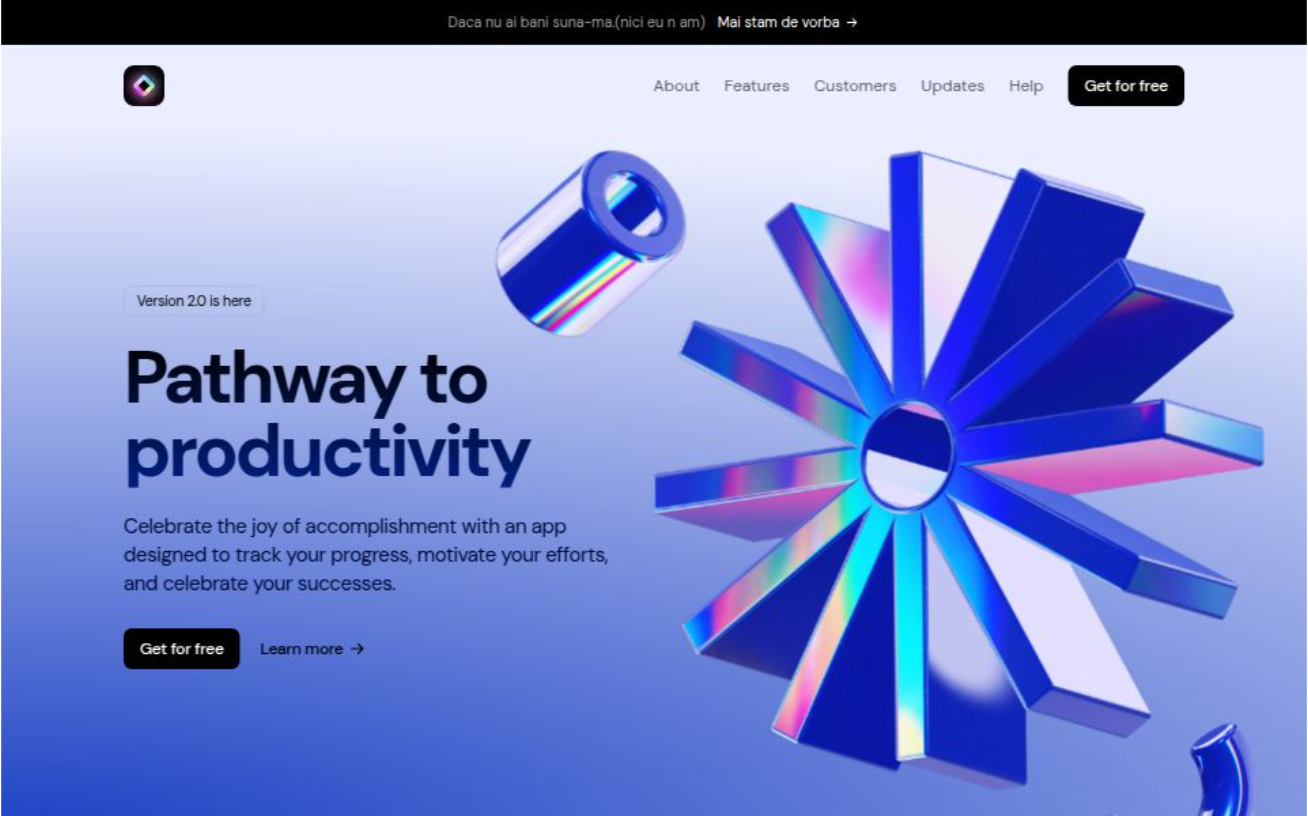 Daca nu ai bani suna-ma.(nici eu n am) Mai stam de vorba →
About Features Customers Updates Help Get for free
Version 2.0 is here
Pathway to
productivity
Celebrate the joy of accomplishment with an app
designed to track your progress, motivate your efforts,
and celebrate your successes.
Get for free Learn more →